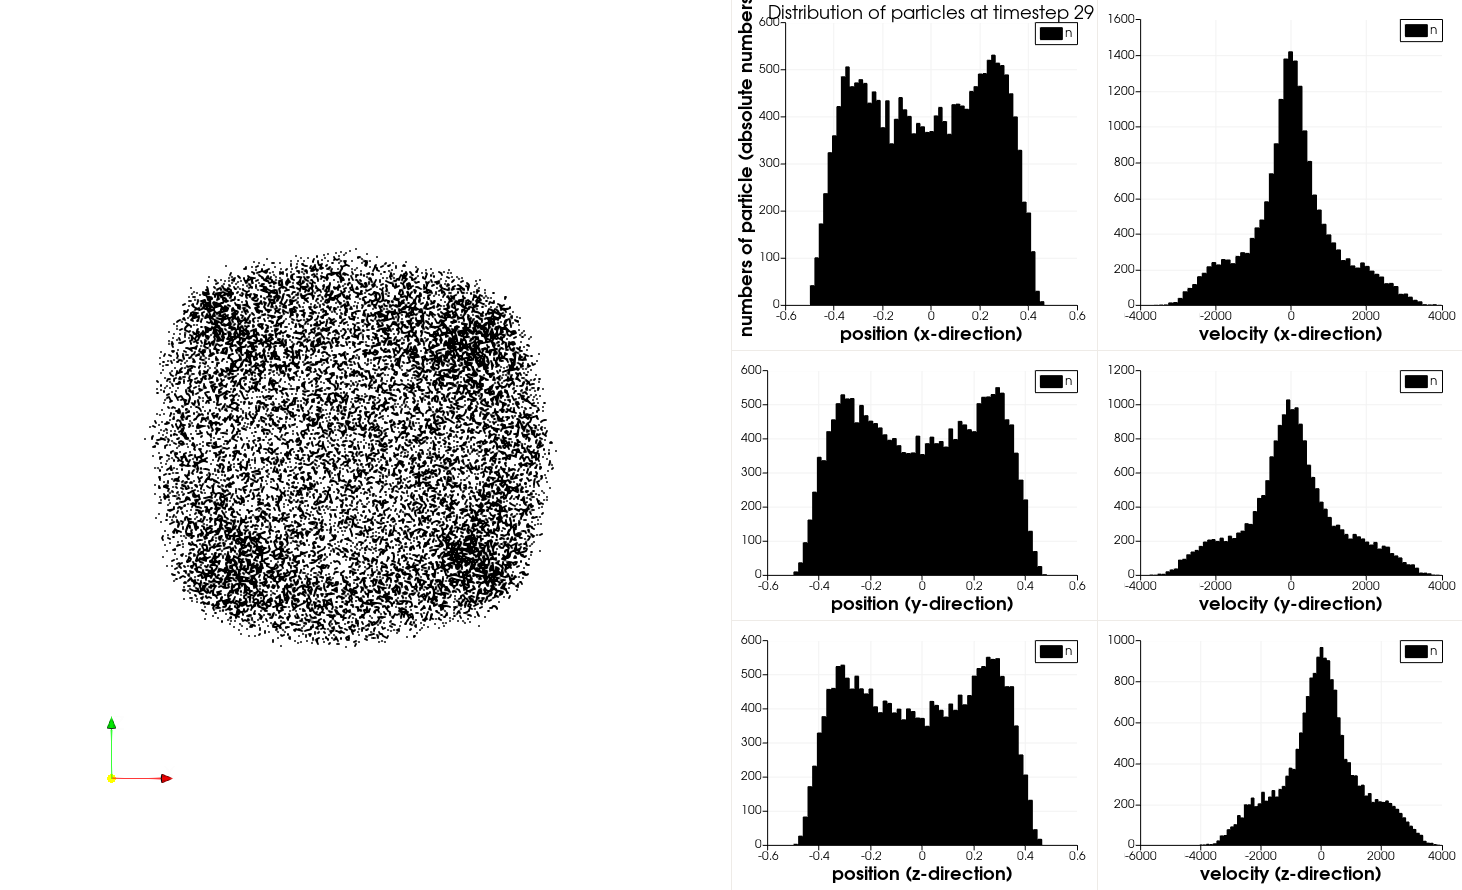 Distribution of particles at timestep 29
numbers of particle (absolute numbers
600
500
400
300
200
100
0
-0.6 -0.4 -0.2 0 0.2 0.4 0.6
position (x-direction)
n
1600
1400
1200
1000
800
600
400
200
0
-4000 -2000 0 2000 4000
velocity (x-direction)
n
600
500
400
300
200
100
0
-0.6 -0.4 -0.2 0 0.2 0.4 0.6
position (y-direction)
n
1200
1000
800
600
400
200
0
-4000 -2000 0 2000 4000
velocity (y-direction)
n
600
500
400
300
200
100
0
-0.6 -0.4 -0.2 0 0.2 0.4 0.6
position (z-direction)
n
1000
800
600
400
200
0
-6000 -4000 -2000 0 2000 4000
velocity (z-direction)
n